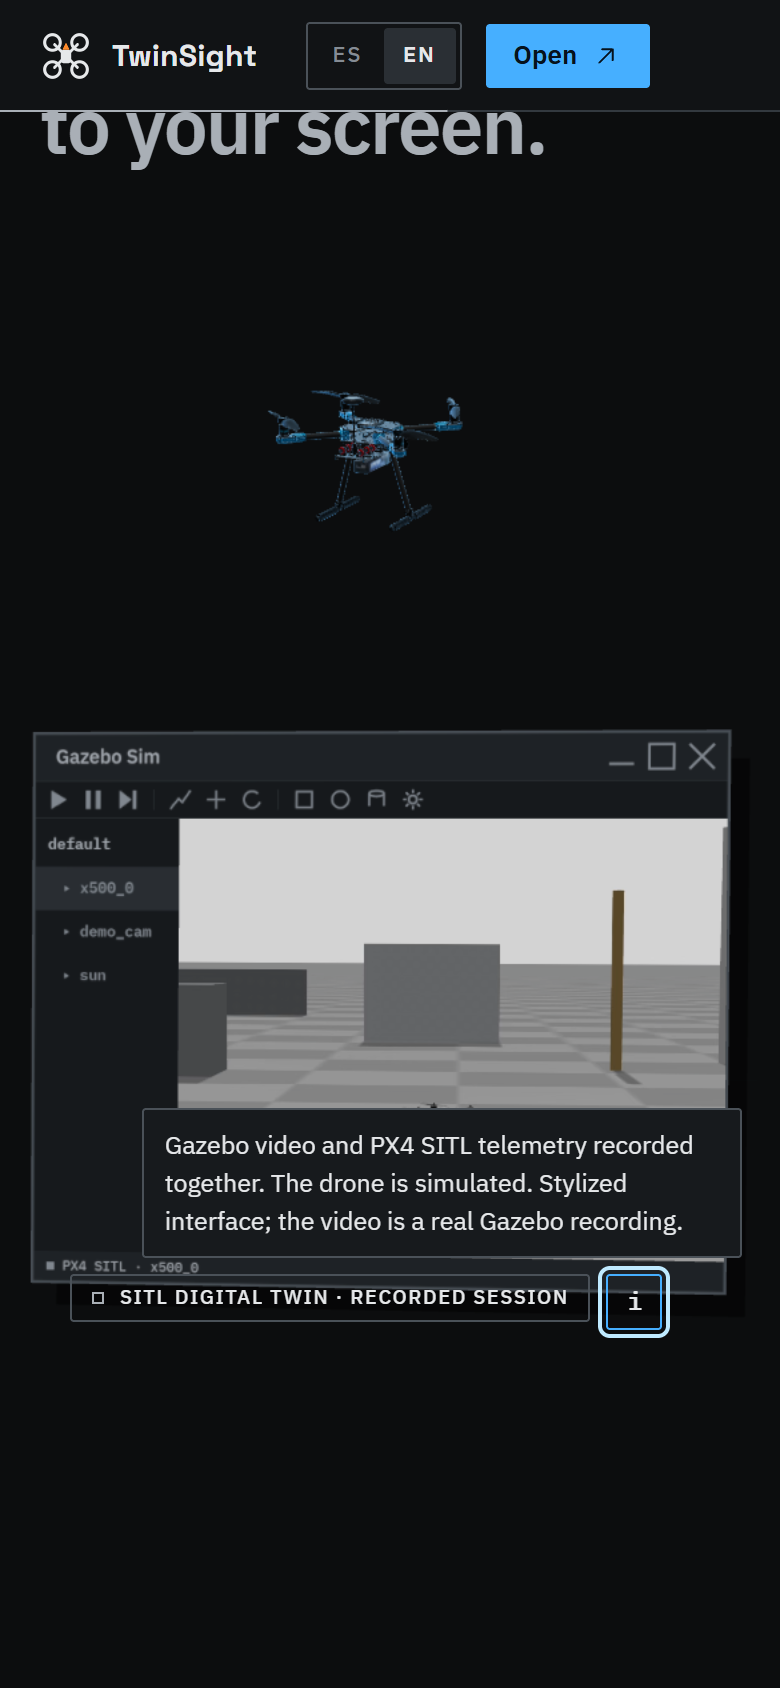 TwinSight
ES
EN
Open
to your screen.
Gazebo Sim
default
x500_0
demo_cam
sun
Gazebo video and PX4 SITL telemetry recorded
together. The drone is simulated. Stylized
interface; the video is a real Gazebo recording.
PX4 SITL · x500_0
SITL DIGITAL TWIN · RECORDED SESSION
i